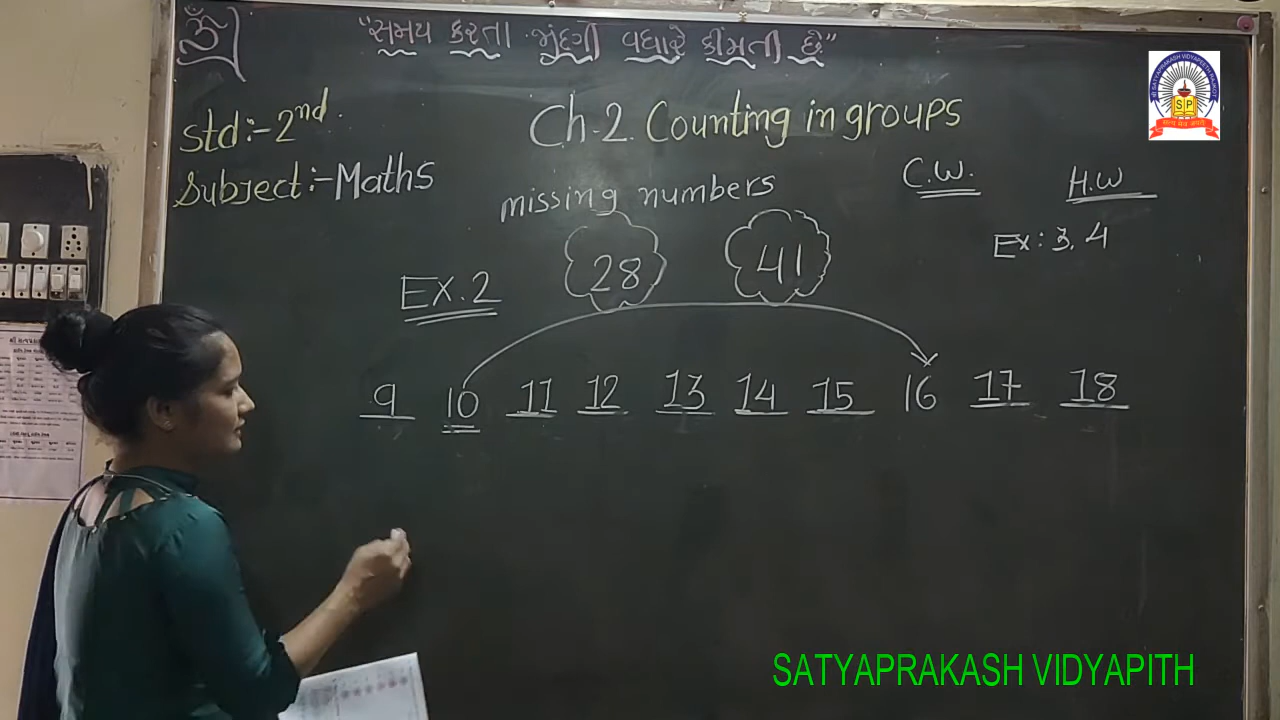 ૐ
"સમય કરતા જીંદગી વધારે કીંમતી છે"
Std:- 2nd.
Ch-2. Counting in groups
Subject:- Maths
missing numbers
C.W.
H.W
Ex: 3, 4
28 41
EX.2
9 10 11 12 13 14 15 16 17 18
SP
SATYAPRAKASH VIDYAPITH